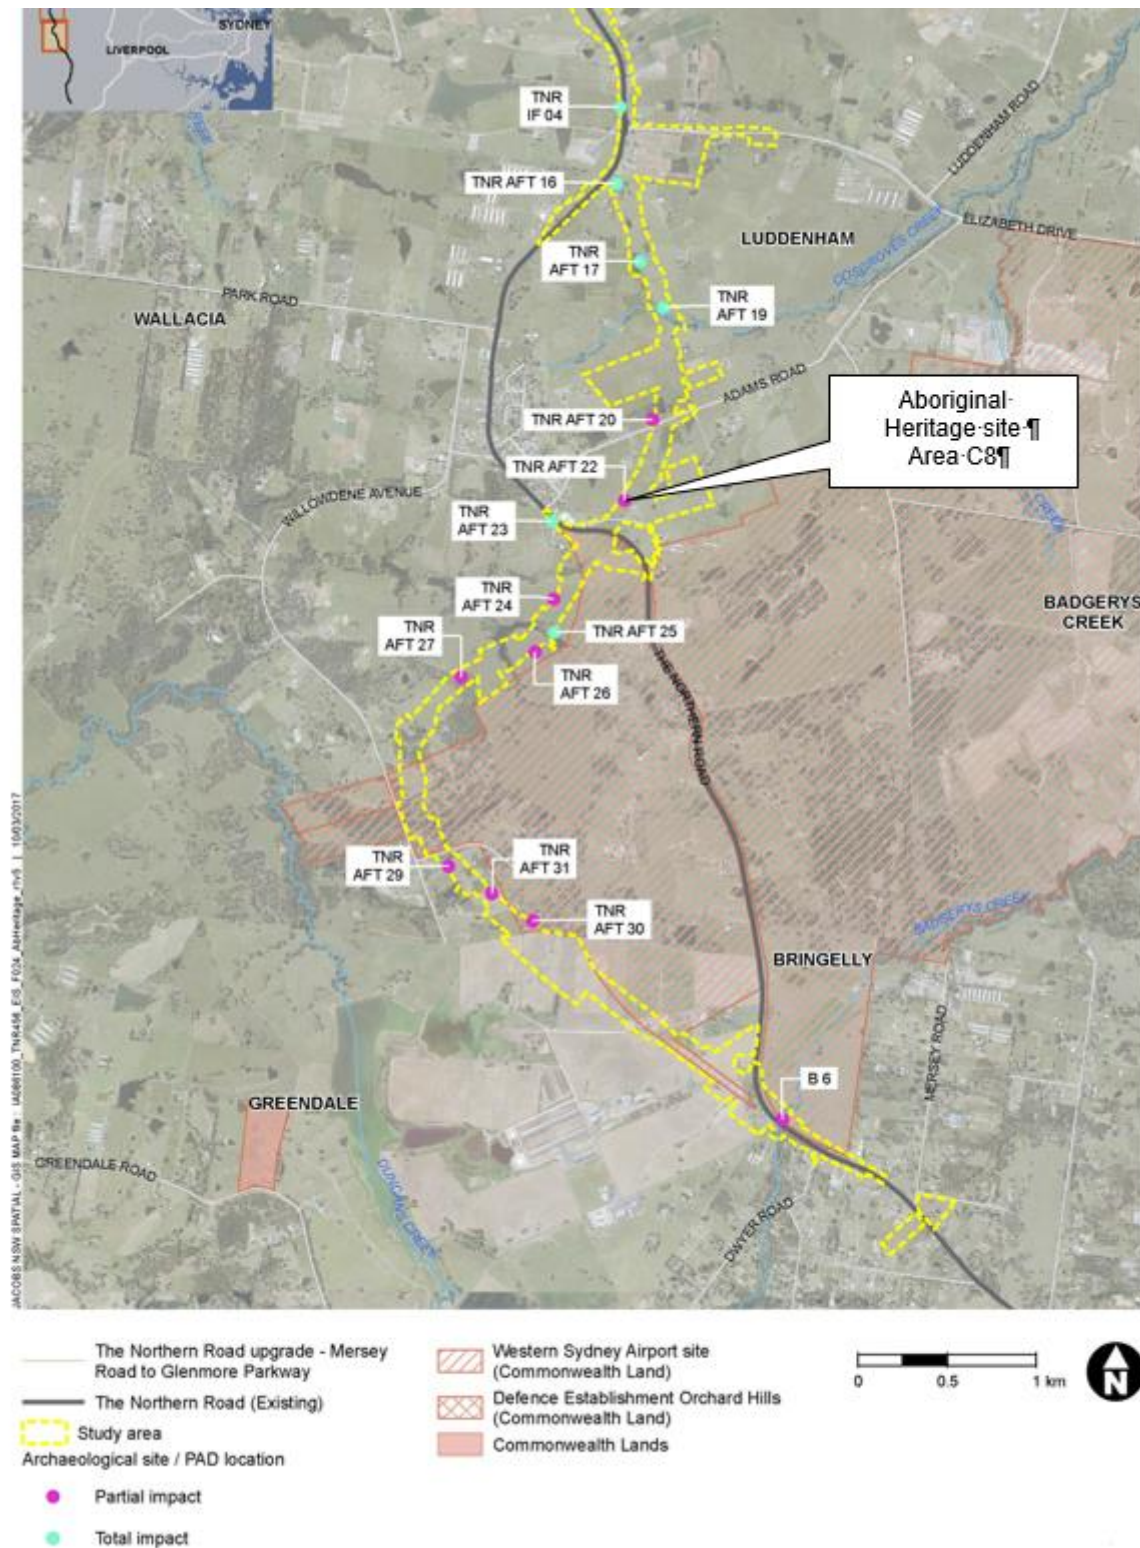 SYDNEY
LIVERPOOL
TNR
IF 04
TNR AFT 16
LUDDENHAM ROAD
ELIZABETH DRIVE
LUDDENHAM
COSGROVES CREEK
TNR
AFT 17
PARK ROAD
TNR
AFT 19
WALLACIA
ADAMS ROAD
TNR AFT 20
Aboriginal·
Heritage·site·¶
Area·C8¶
TNR AFT 22
WILLOWDENE AVENUE
TNR
AFT 23
CREEK
TNR
AFT 24
BADGERYS
CREEK
TNR
AFT 27
TNR AFT 25
THE NORTHERN ROAD
TNR
AFT 26
TNR
AFT 29
TNR
AFT 31
TNR
AFT 30
BADGERYS CREEK
BRINGELLY
MERSEY ROAD
B 6
GREENDALE
GREENDALE ROAD
DUNCANS CREEK
DWYER ROAD
The Northern Road upgrade - Mersey
Road to Glenmore Parkway
The Northern Road (Existing)
Study area
Archaeological site / PAD location
Partial impact
Total impact
Western Sydney Airport site
(Commonwealth Land)
Defence Establishment Orchard Hills
(Commonwealth Land)
Commonwealth Lands
0 0.5 1 km
N